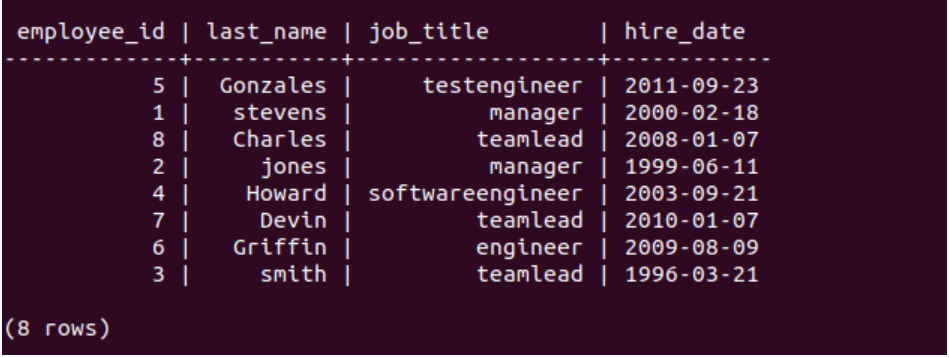 employee_id | last_name | job_title        | hire_date
-------------+-----------+------------------+------------
           5 |  Gonzales |     testengineer | 2011-09-23
           1 |   stevens |          manager | 2000-02-18
           8 |   Charles |         teamlead | 2008-01-07
           2 |     jones |          manager | 1999-06-11
           4 |    Howard | softwareengineer | 2003-09-21
           7 |     Devin |         teamlead | 2010-01-07
           6 |   Griffin |         engineer | 2009-08-09
           3 |     smith |         teamlead | 1996-03-21
(8 rows)